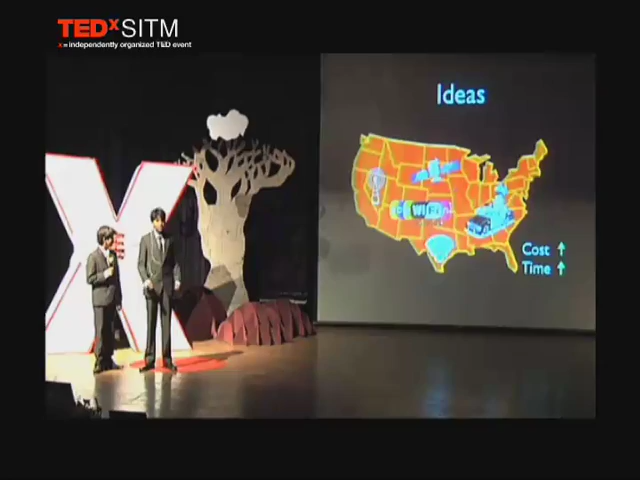 TEDxSITM
x = independently organized TED event
Ideas
Cost ↑
Time ↑
X